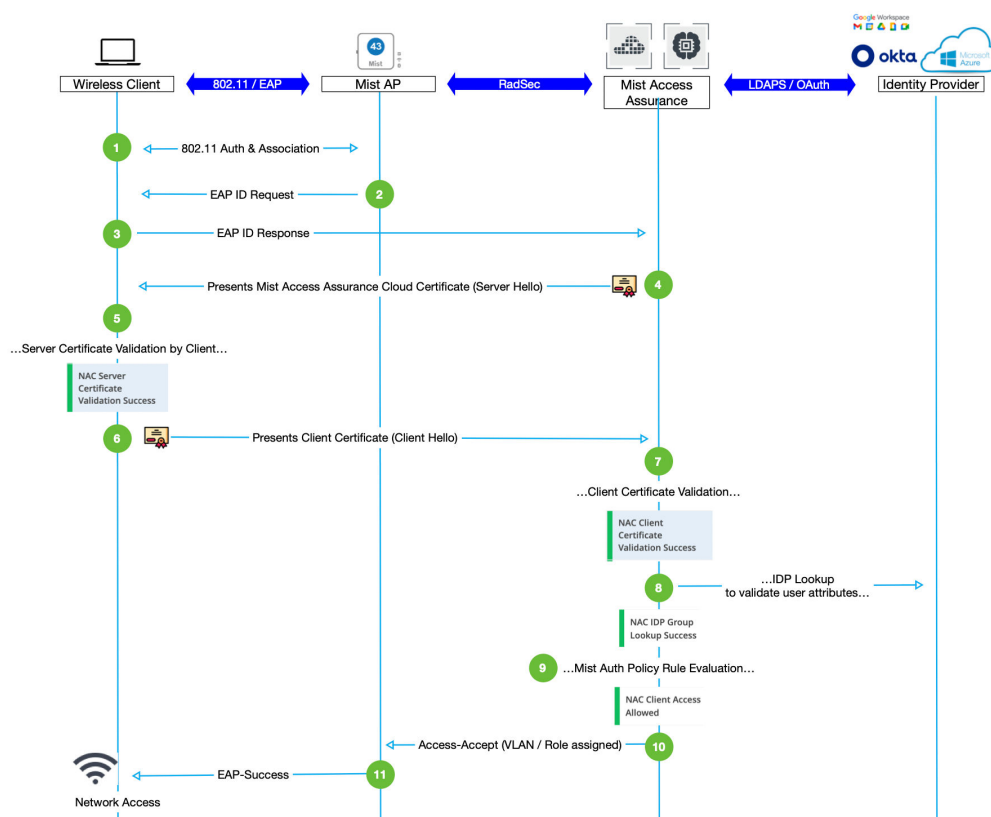 Google Workspace
okta
Microsoft
Azure
43
Mist
Wireless Client
802.11 / EAP
Mist AP
RadSec
Mist Access
Assurance
LDAPS / OAuth
Identity Provider
1
802.11 Auth & Association
EAP ID Request
2
3
EAP ID Response
Presents Mist Access Assurance Cloud Certificate (Server Hello)
4
5
…Server Certificate Validation by Client…
NAC Server
Certificate
Validation Success
6
Presents Client Certificate (Client Hello)
7
…Client Certificate Validation…
NAC Client
Certificate
Validation Success
8
…IDP Lookup
to validate user attributes…
NAC IDP Group
Lookup Success
9
…Mist Auth Policy Rule Evaluation…
NAC Client Access
Allowed
Access-Accept (VLAN / Role assigned)
10
EAP-Success
11
Network Access